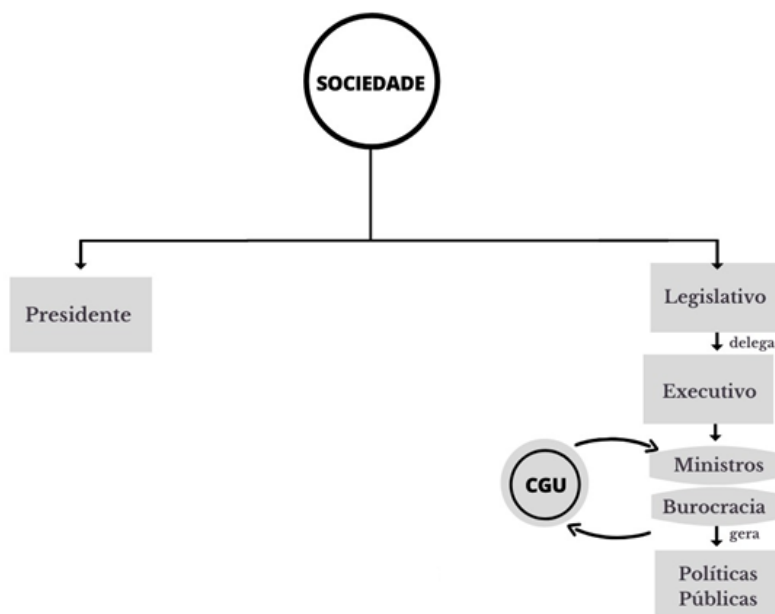 SOCIEDADE
Presidente
Legislativo
delega
Executivo
CGU
Ministros
Burocracia
gera
Políticas
Públicas